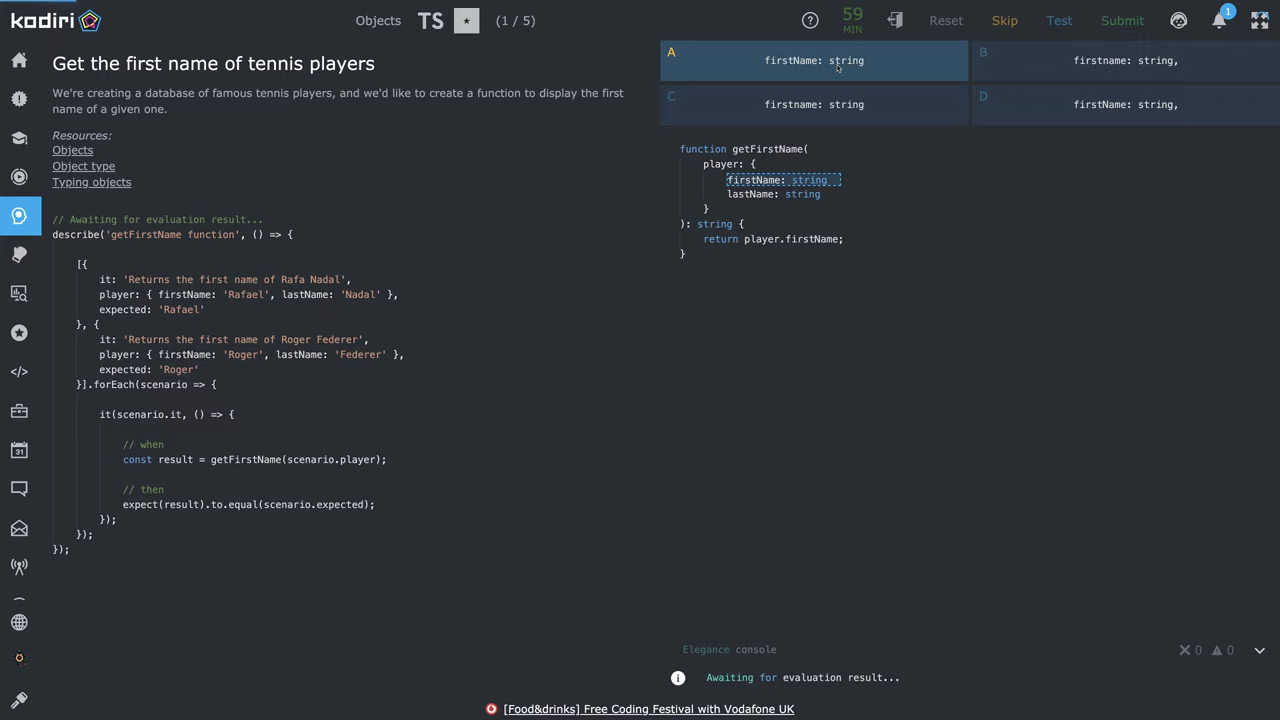 kodiri
Objects TS ★ (1 / 5)
59
MIN
Reset
Skip
Test
Submit
1
Get the first name of tennis players
We're creating a database of famous tennis players, and we'd like to create a function to display the first
name of a given one.
Resources:
Objects
Object type
Typing objects
// Awaiting for evaluation result...
describe('getFirstName function', () => {
[{
it: 'Returns the first name of Rafa Nadal',
player: { firstName: 'Rafael', lastName: 'Nadal' },
expected: 'Rafael'
}, {
it: 'Returns the first name of Roger Federer',
player: { firstName: 'Roger', lastName: 'Federer' },
expected: 'Roger'
}].forEach(scenario => {
it(scenario.it, () => {
// when
const result = getFirstName(scenario.player);
// then
expect(result).to.equal(scenario.expected);
});
});
});
A
firstName: string
B
firstname: string,
C
firstname: string
D
firstName: string,
function getFirstName(
player: {
firstName: string
lastName: string
}
): string {
return player.firstName;
}
Elegance console
0 0
Awaiting for evaluation result...
[Food&drinks] Free Coding Festival with Vodafone UK